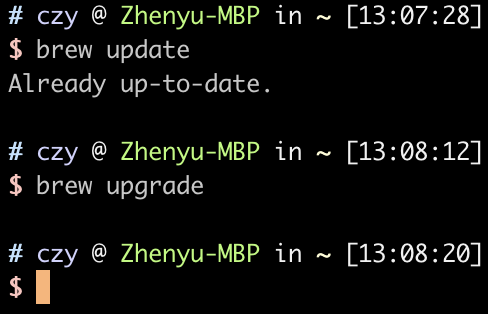 # czy @ Zhenyu-MBP in ~ [13:07:28]
$ brew update
Already up-to-date.
# czy @ Zhenyu-MBP in ~ [13:08:12]
$ brew upgrade
# czy @ Zhenyu-MBP in ~ [13:08:20]
$